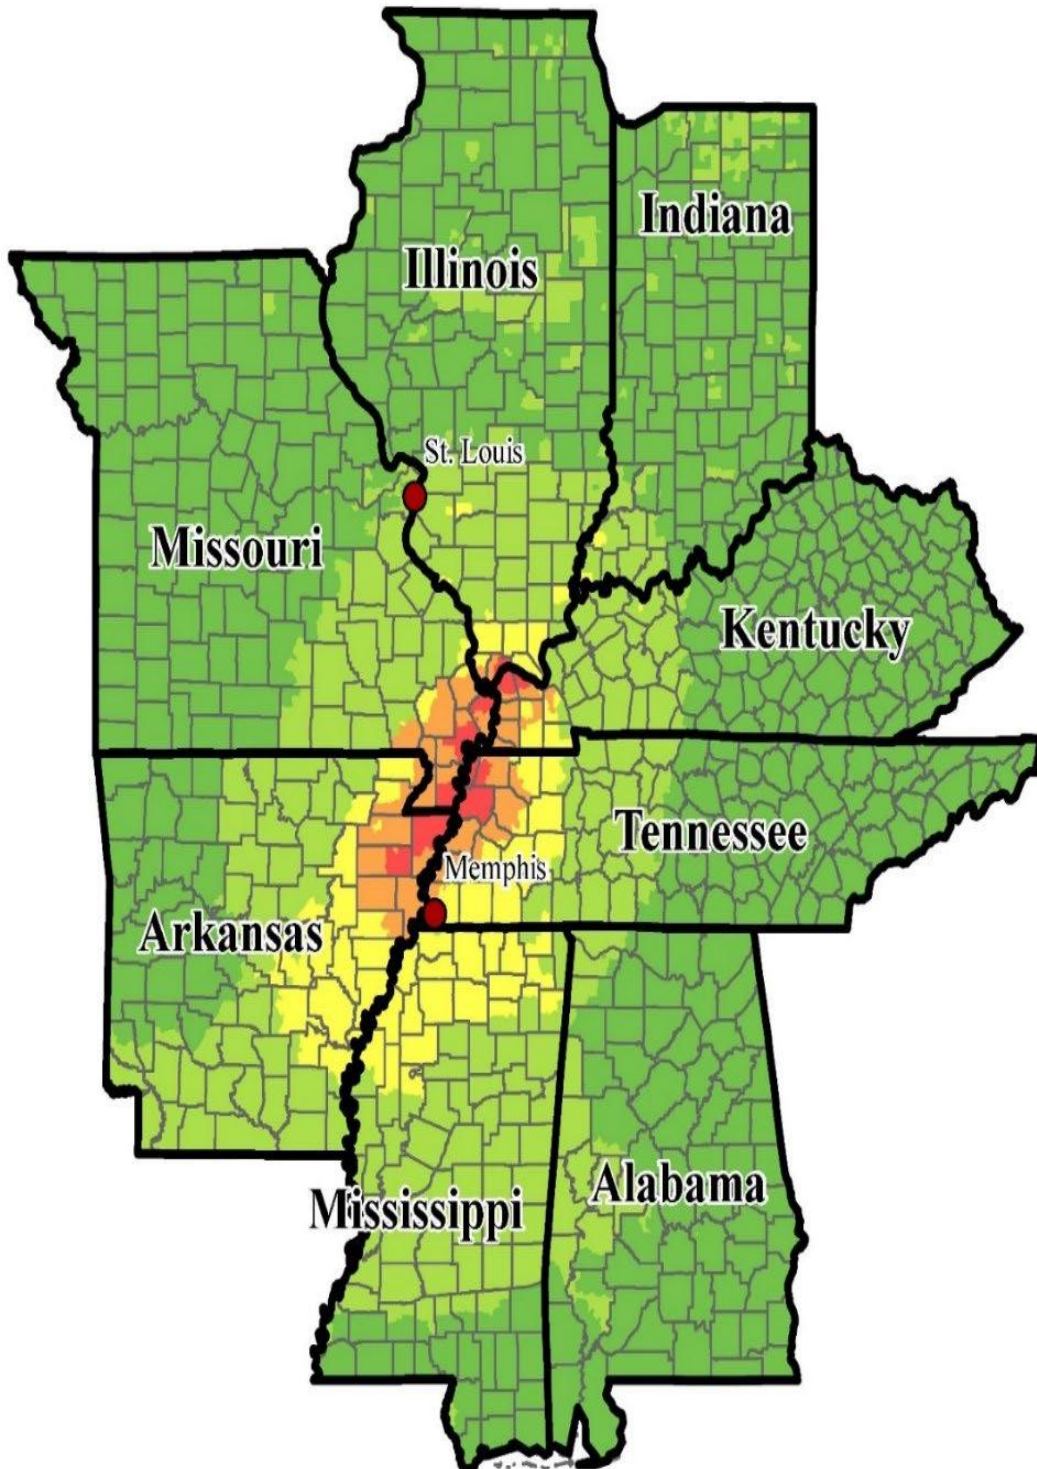 Indiana
Illinois
St. Louis
Missouri
Kentucky
Tennessee
Memphis
Arkansas
Alabama
Mississippi